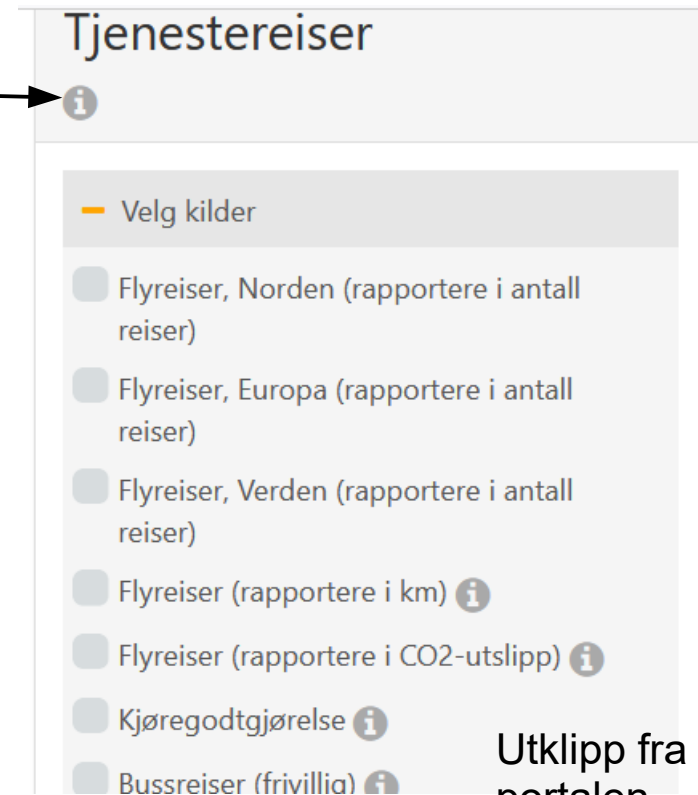 Tjenestereiser
Velg kilder
Flyreiser, Norden (rapportere i antall
reiser)
Flyreiser, Europa (rapportere i antall
reiser)
Flyreiser, Verden (rapportere i antall
reiser)
Flyreiser (rapportere i km)
Flyreiser (rapportere i CO2-utslipp)
Kjøregodtgjørelse
Bussreiser (frivillig)
Utklipp fra
portalen